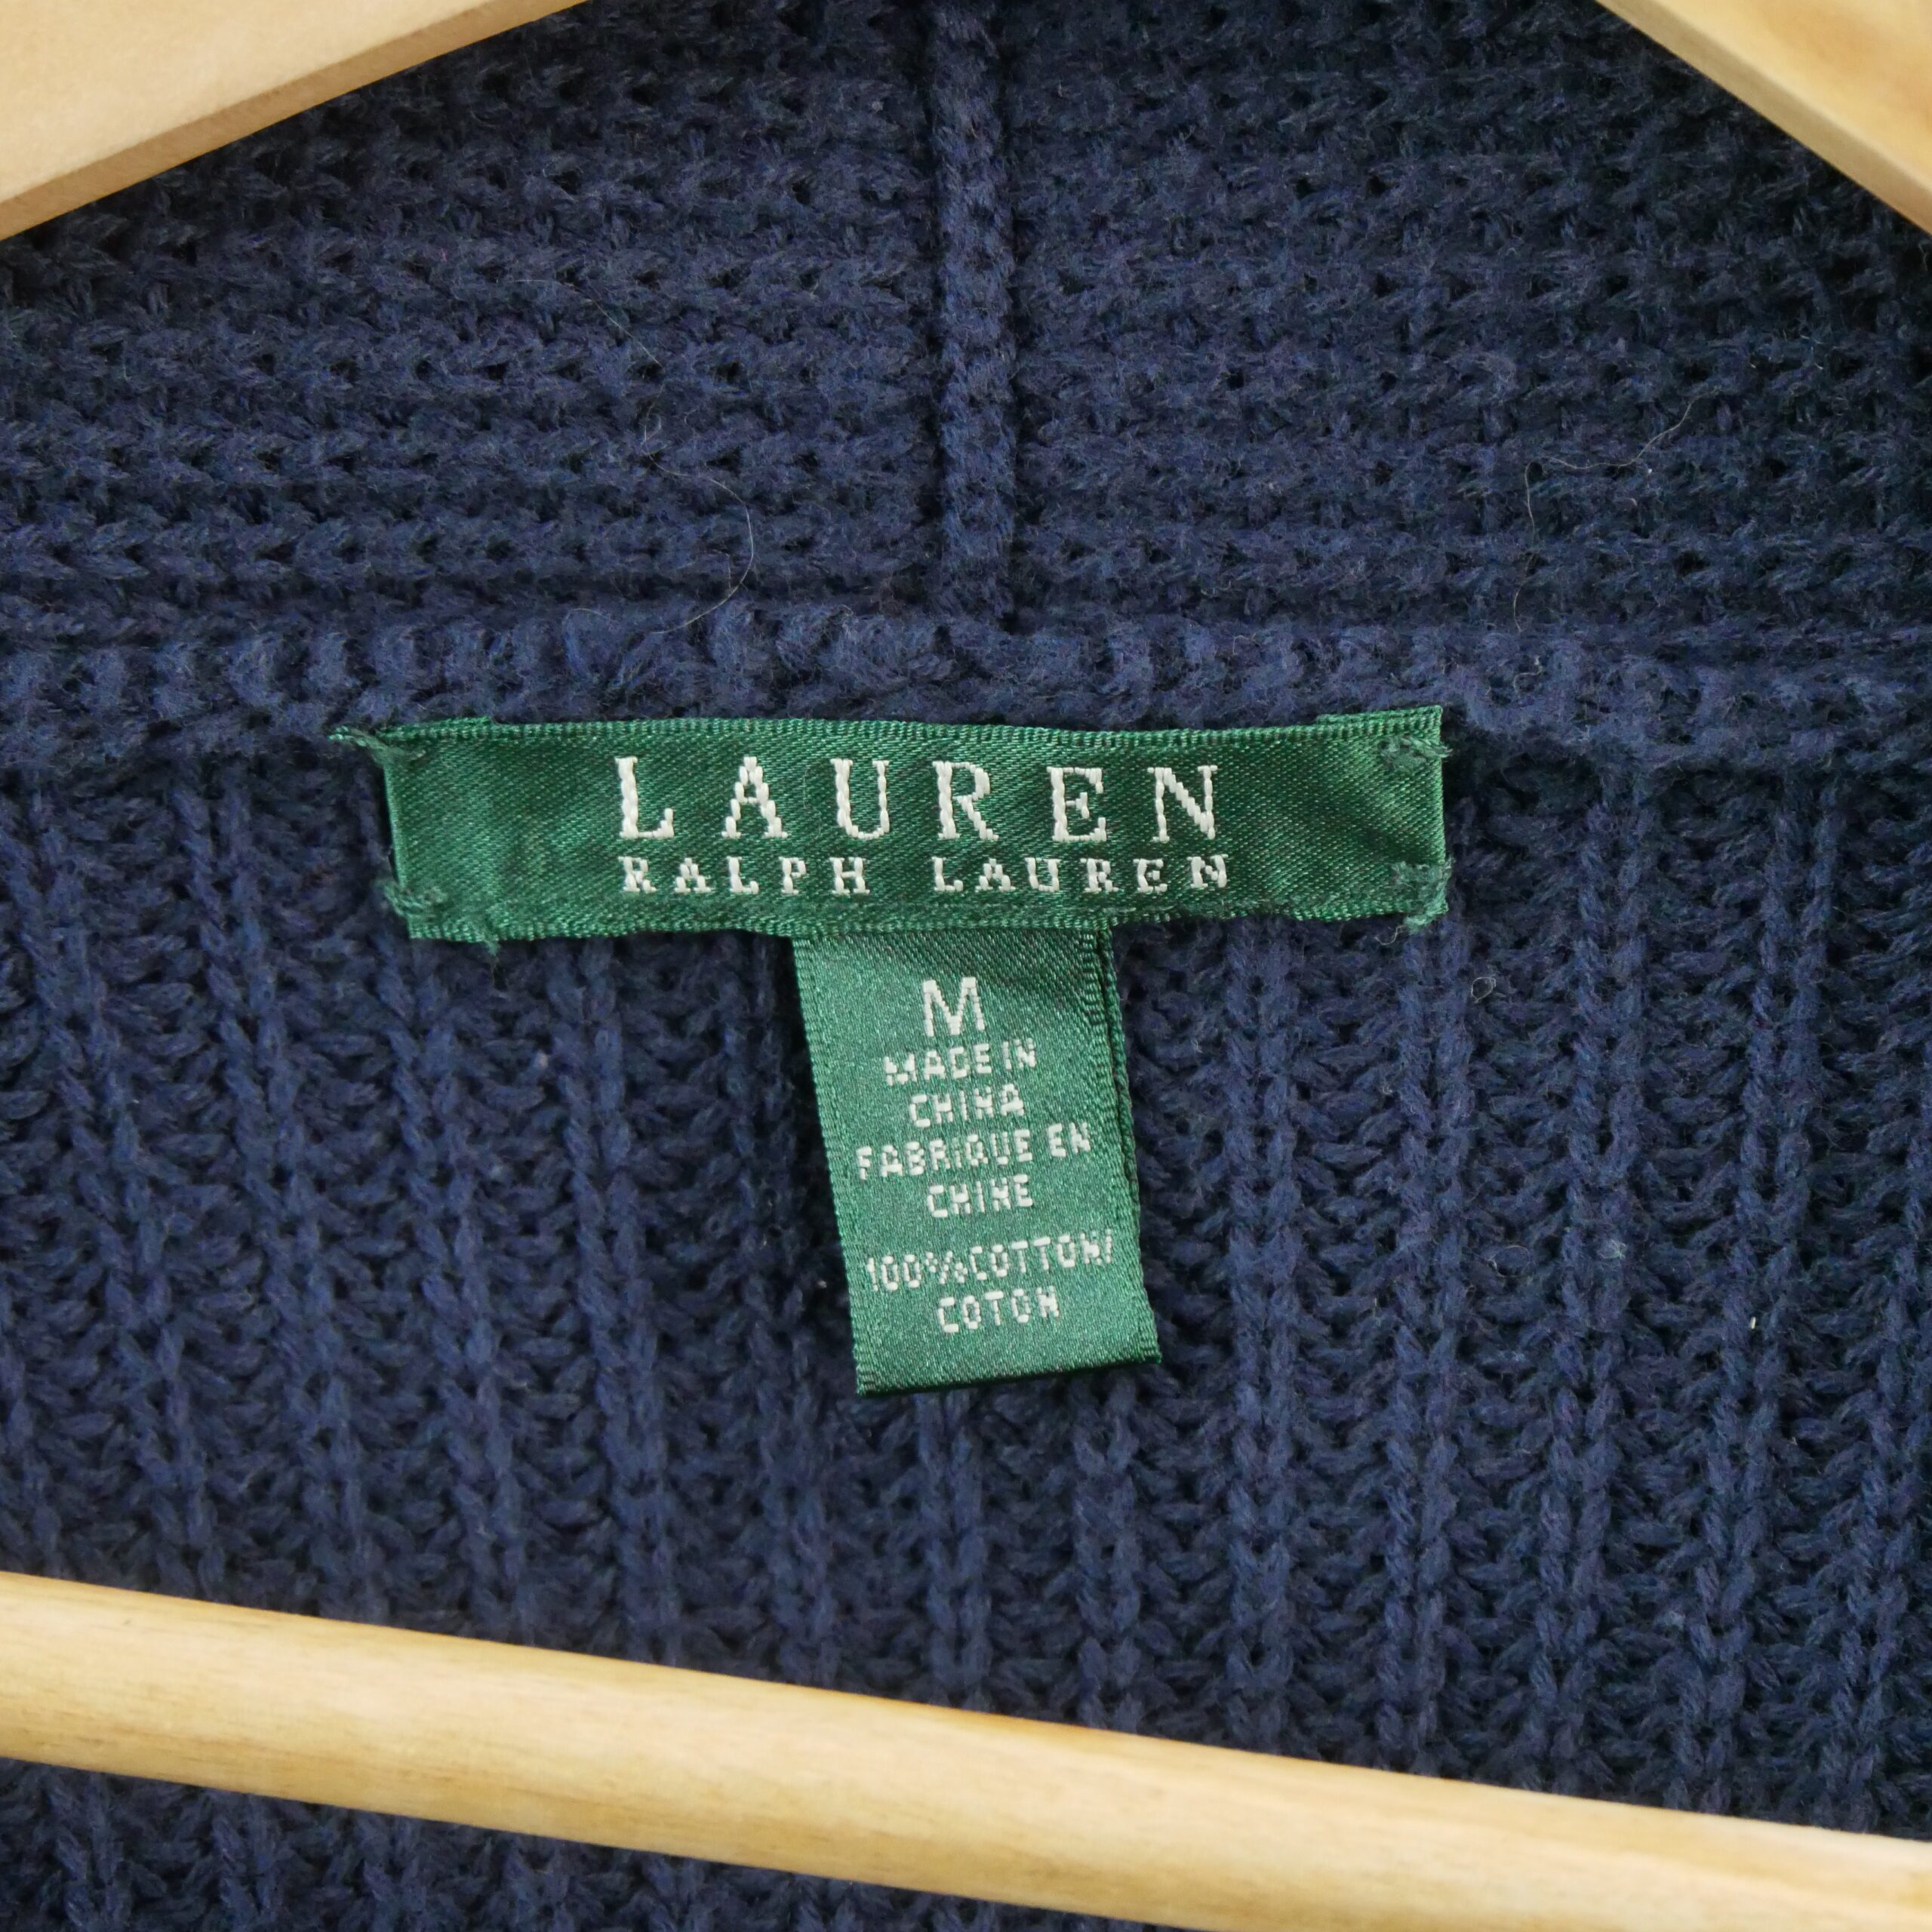 LAUREN
RALPH LAUREN
M
MADE IN
CHINA
FABRIQUE EN
CHINE
100% COTTON/
COTON